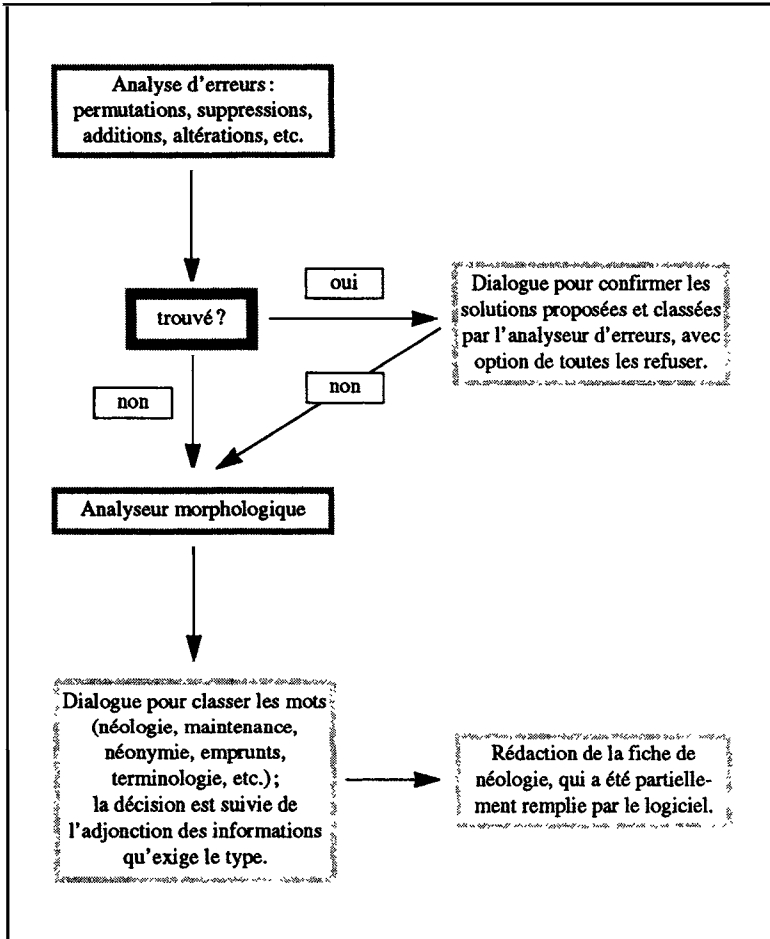 Analyse d'erreurs :
permutations, suppressions,
additions, altérations, etc.
trouvé ?
oui
Dialogue pour confirmer les
solutions proposées et classées
par l'analyseur d'erreurs, avec
option de toutes les refuser.
non
non
Analyseur morphologique
Dialogue pour classer les mots
(néologie, maintenance,
néonymie, emprunts,
terminologie, etc.) ;
la décision est suivie de
l'adjonction des informations
qu'exige le type.
Rédaction de la fiche de
néologie, qui a été partielle-
ment remplie par le logiciel.